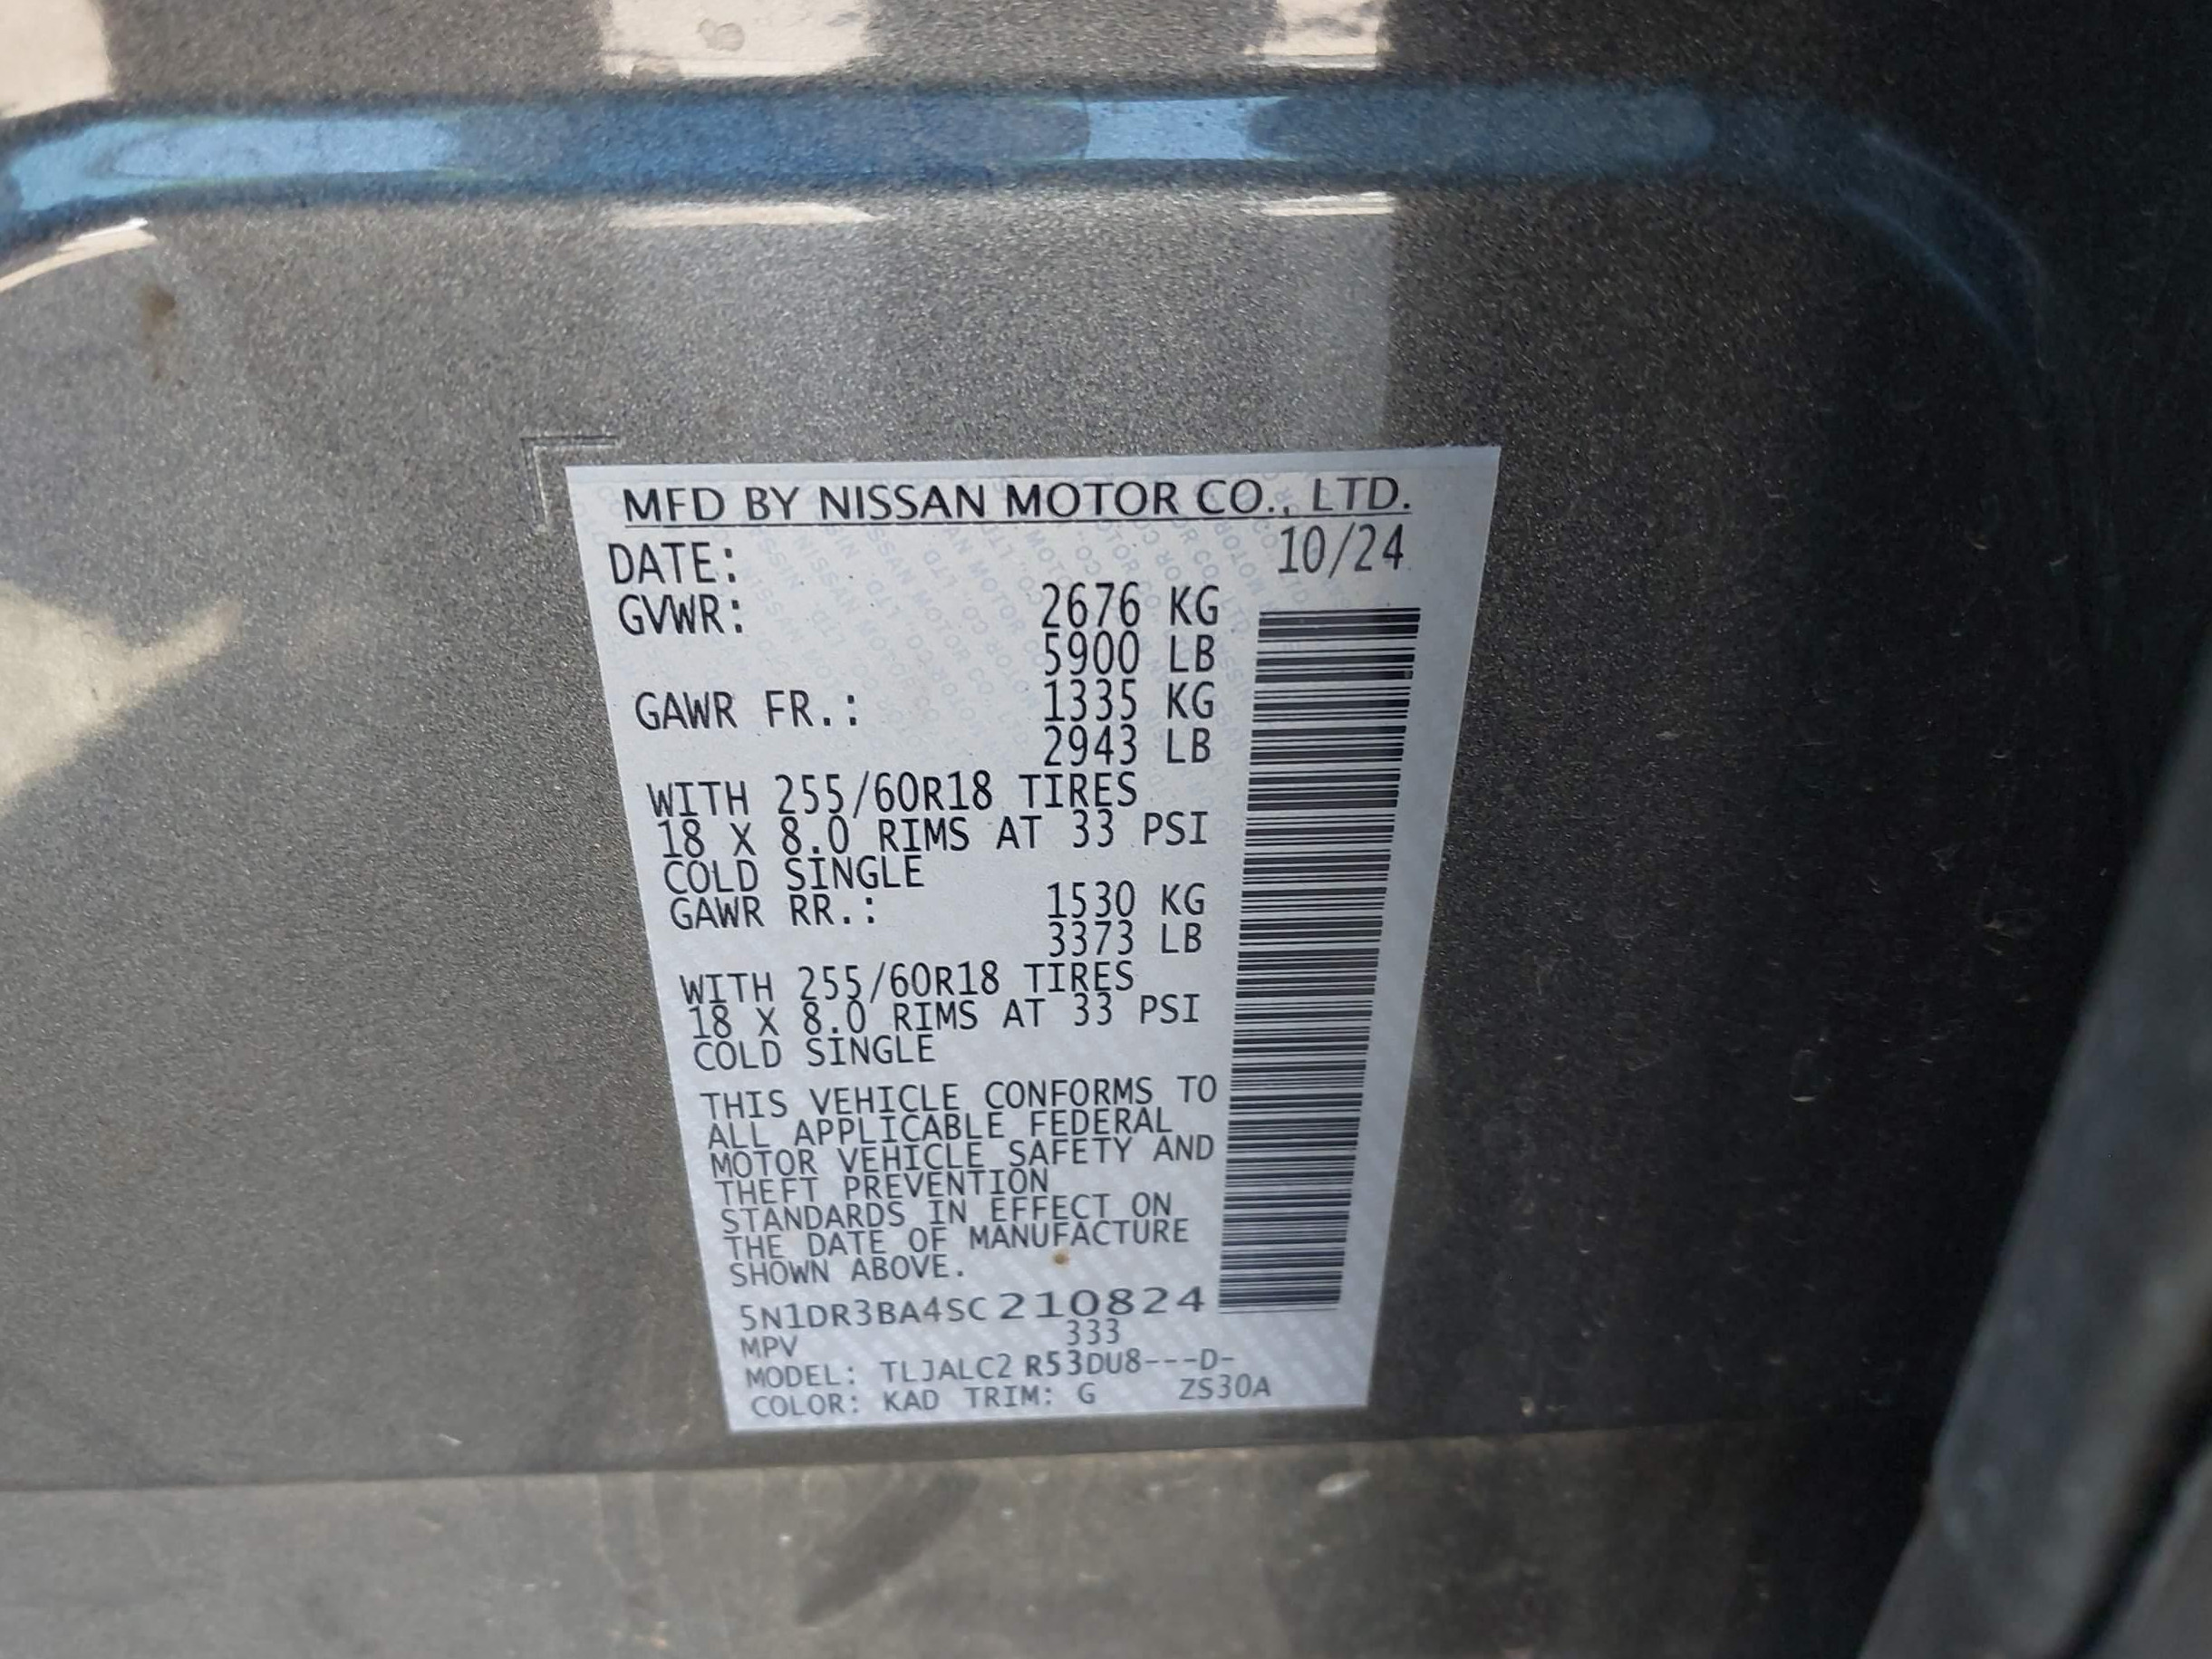 MFD BY NISSAN MOTOR CO., LTD.
DATE: 10/24
GVWR: 2676 KG
5900 LB
GAWR FR.: 1335 KG
2943 LB
WITH 255/60R18 TIRES
18 X 8.0 RIMS AT 33 PSI
COLD SINGLE
GAWR RR.: 1530 KG
3373 LB
WITH 255/60R18 TIRES
18 X 8.0 RIMS AT 33 PSI
COLD SINGLE
THIS VEHICLE CONFORMS TO
ALL APPLICABLE FEDERAL
MOTOR VEHICLE SAFETY AND
THEFT PREVENTION
STANDARDS IN EFFECT ON
THE DATE OF MANUFACTURE
SHOWN ABOVE.
5N1DR3BA4SC210824
MPV 333
MODEL: TLJALC2 R53DU8---D-
COLOR: KAD TRIM: G ZS30A